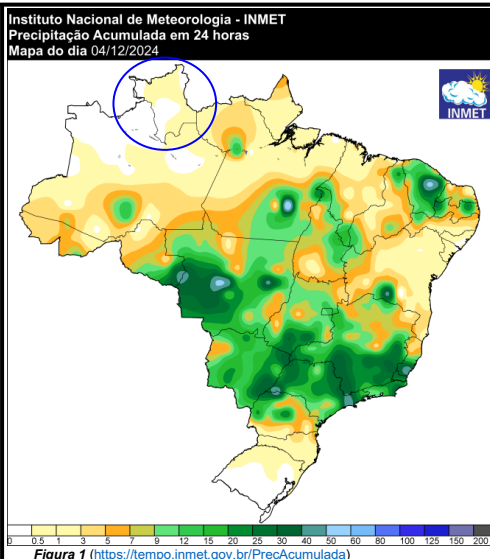 Instituto Nacional de Meteorologia - INMET
Precipitação Acumulada em 24 horas
Mapa do dia 04/12/2024
INMET
0 0.5 1 3 5 7 9 12 15 20 25 30 40 50 60 80 100 125 150 200
Figura 1 (https://tempo.inmet.gov.br/PrecAcumulada)